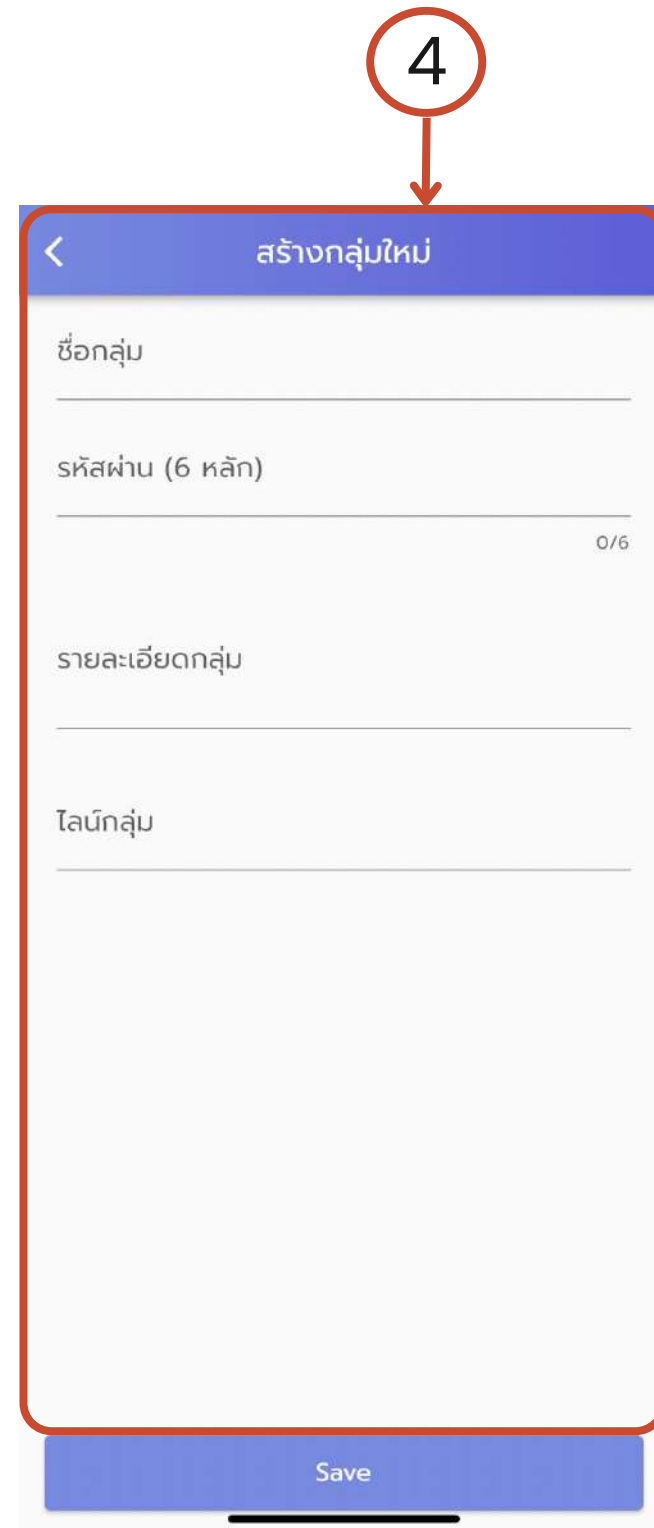 4
สร้างกลุ่มใหม่
ชื่อกลุ่ม
รหัสผ่าน (6 หลัก)
0/6
รายละเอียดกลุ่ม
ไลน์กลุ่ม
Save